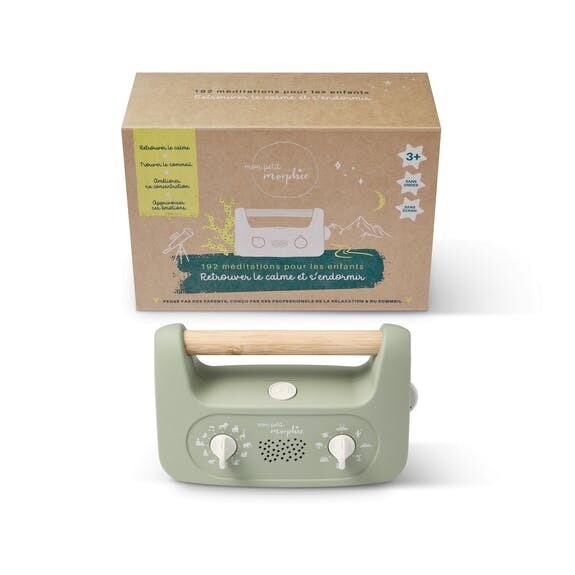 192 méditations pour les enfants
Retrouver le calme et s'endormir
Retrouver le calme
Trouver le sommeil
Améliorer
sa concentration
Apprivoiser
ses émotions
mon petit
morphée
3+
SANS
ONDES
SANS
ÉCRAN
192 méditations pour les enfants
Retrouver le calme et s'endormir
PENSÉ PAR DES PARENTS, CONÇU PAR DES PROFESSIONNELS DE LA RELAXATION & DU SOMMEIL
mon petit
morphée